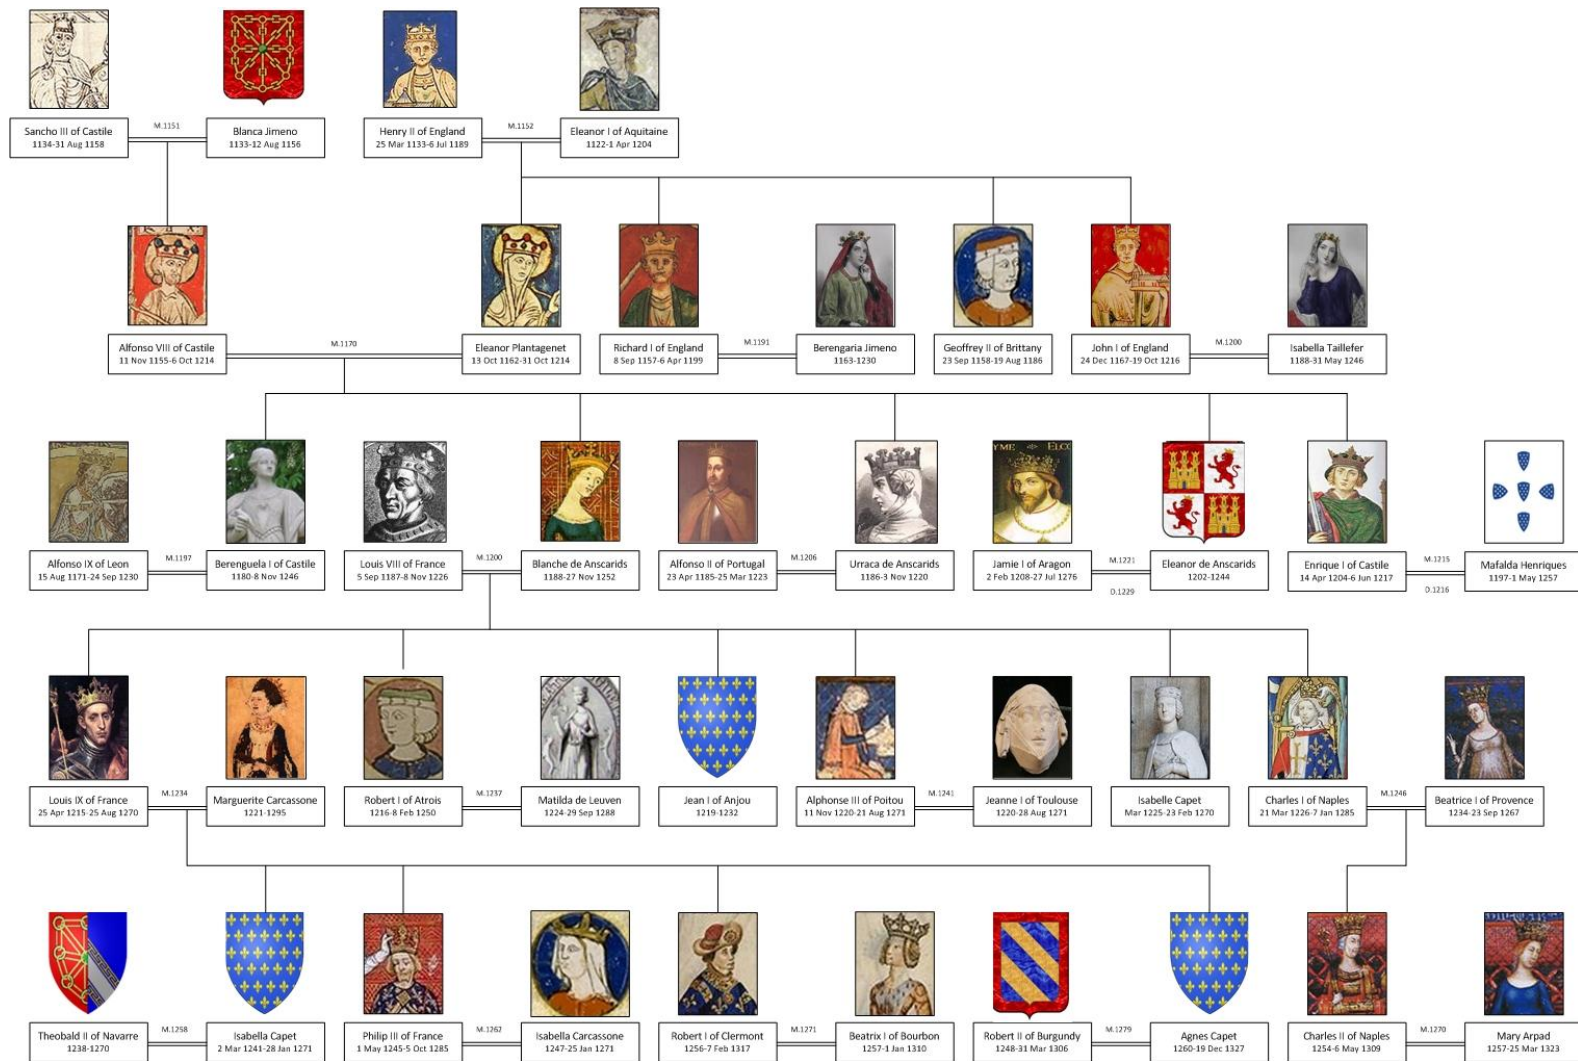 M.1151
Sancho III of Castile
1134-31 Aug 1158
Blanca Jimeno
1133-12 Aug 1156
M.1152
Henry II of England
25 Mar 1133-6 Jul 1189
Eleanor I of Aquitaine
1122-1 Apr 1204
M.1170
Alfonso VIII of Castile
11 Nov 1155-6 Oct 1214
Eleanor Plantagenet
13 Oct 1162-31 Oct 1214
M.1191
Richard I of England
8 Sep 1157-6 Apr 1199
Berengaria Jimeno
1163-1230
Geoffrey II of Brittany
23 Sep 1158-19 Aug 1186
M.1200
John I of England
24 Dec 1167-19 Oct 1216
Isabella Taillefer
1188-31 May 1246
YME ELCO
M.1197
Alfonso IX of Leon
15 Aug 1171-24 Sep 1230
Berenguela I of Castile
1180-8 Nov 1246
M.1200
Louis VIII of France
5 Sep 1187-8 Nov 1226
Blanche de Anscarids
1188-27 Nov 1252
M.1206
Alfonso II of Portugal
23 Apr 1185-25 Mar 1223
Urraca de Anscarids
1186-3 Nov 1220
M.1221
Jamie I of Aragon
2 Feb 1208-27 Jul 1276
Eleanor de Anscarids
1202-1244
D.1229
M.1215
Enrique I of Castile
14 Apr 1204-6 Jun 1217
Mafalda Henriques
1197-1 May 1257
D.1216
M.1234
Louis IX of France
25 Apr 1215-25 Aug 1270
Marguerite Carcassone
1221-1295
M.1237
Robert I of Atrois
1216-8 Feb 1250
Matilda de Leuven
1224-29 Sep 1288
Jean I of Anjou
1219-1232
M.1241
Alphonse III of Poitou
11 Nov 1220-21 Aug 1271
Jeanne I of Toulouse
1220-28 Aug 1271
Isabelle Capet
Mar 1225-23 Feb 1270
M.1246
Charles I of Naples
21 Mar 1226-7 Jan 1285
Beatrice I of Provence
1234-23 Sep 1267
M.1258
Theobald II of Navarre
1238-1270
Isabella Capet
2 Mar 1241-28 Jan 1271
M.1262
Philip III of France
1 May 1245-5 Oct 1285
Isabella Carcassone
1247-25 Jan 1271
M.1271
Robert I of Clermont
1256-7 Feb 1317
Beatrix I of Bourbon
1257-1 Jan 1310
M.1279
Robert II of Burgundy
1248-31 Mar 1306
Agnes Capet
1260-19 Dec 1327
M.1270
Charles II of Naples
1254-6 May 1309
Mary Arpad
1257-25 Mar 1323